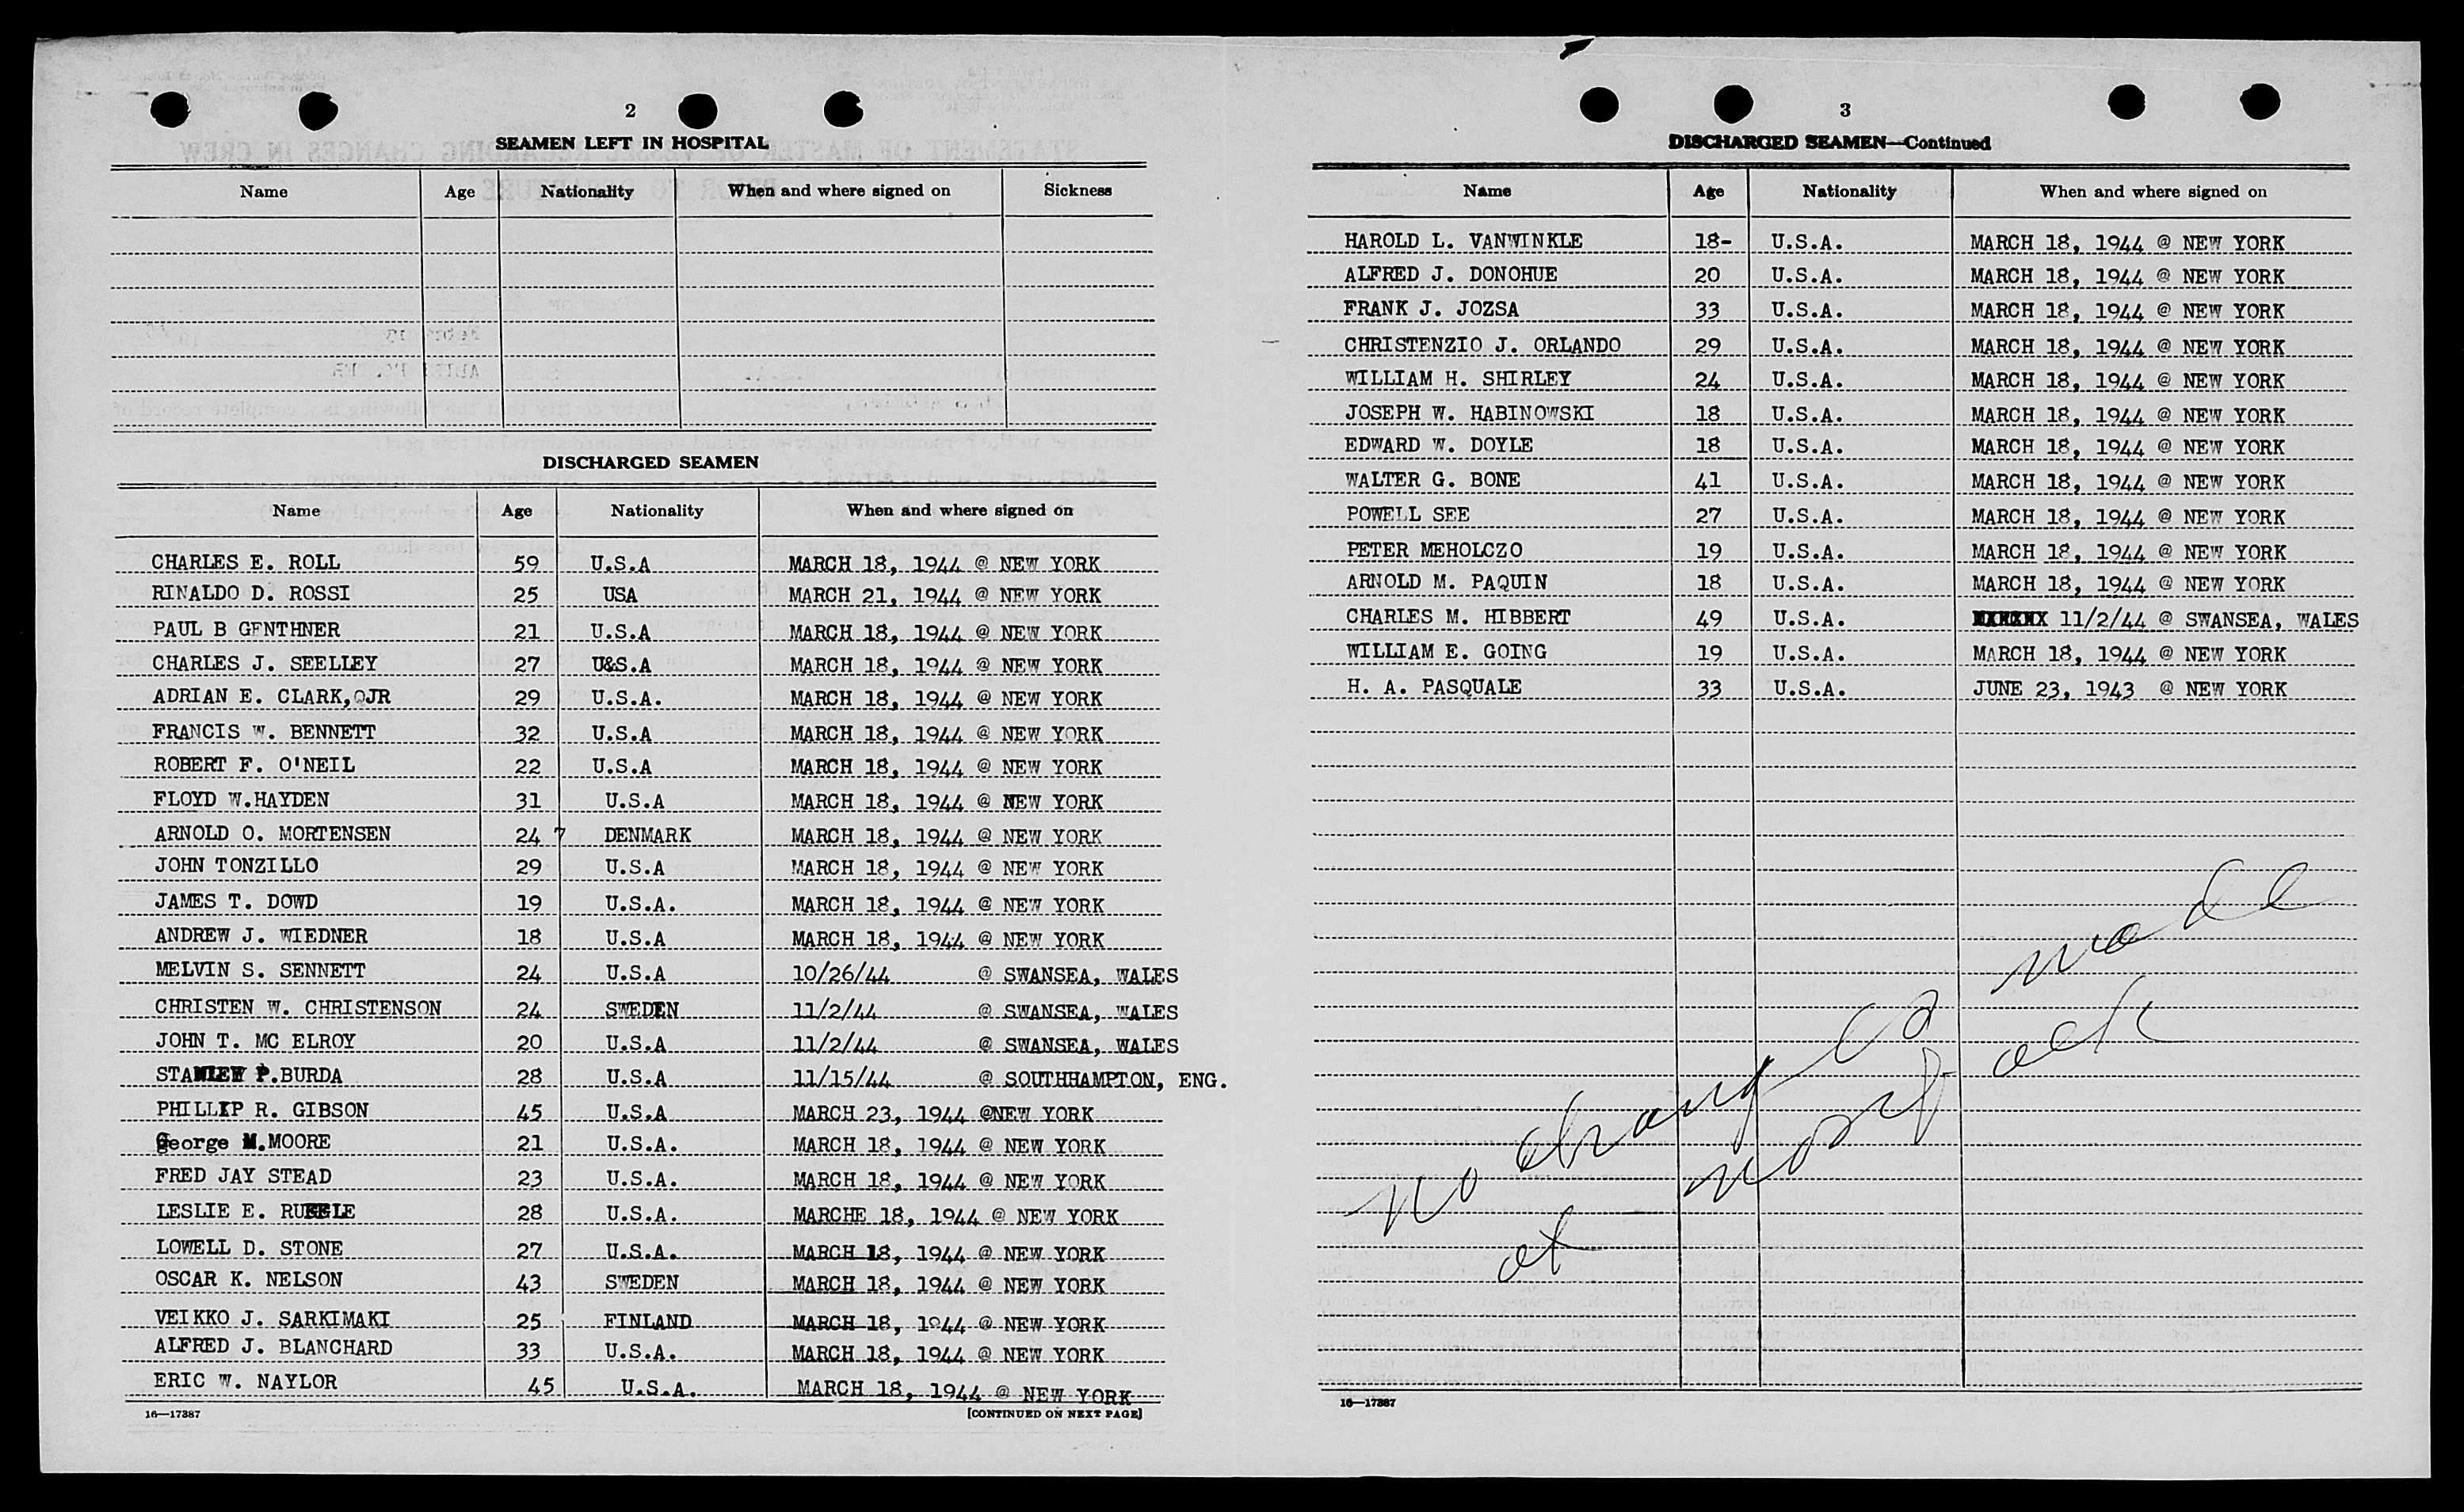 2
SEAMEN LEFT IN HOSPITAL
Name Age Nationality When and where signed on Sickness
DISCHARGED SEAMEN
Name Age Nationality When and where signed on
CHARLES E. ROLL 59 U.S.A MARCH 18, 1944 @ NEW YORK
RINALDO D. ROSSI 25 USA MARCH 21, 1944 @ NEW YORK
PAUL B GENTHNER 21 U.S.A MARCH 18, 1944 @ NEW YORK
CHARLES J. SEELLEY 27 U&S.A MARCH 18, 1944 @ NEW YORK
ADRIAN E. CLARK, JR 29 U.S.A. MARCH 18, 1944 @ NEW YORK
FRANCIS W. BENNETT 32 U.S.A MARCH 18, 1944 @ NEW YORK
ROBERT F. O'NEIL 22 U.S.A MARCH 18, 1944 @ NEW YORK
FLOYD W.HAYDEN 31 U.S.A MARCH 18, 1944 @ NEW YORK
ARNOLD O. MORTENSEN 24 7 DENMARK MARCH 18, 1944 @ NEW YORK
JOHN TONZILLO 29 U.S.A MARCH 18, 1944 @ NEW YORK
JAMES T. DOWD 19 U.S.A. MARCH 18, 1944 @ NEW YORK
ANDREW J. WIEDNER 18 U.S.A MARCH 18, 1944 @ NEW YORK
MELVIN S. SENNETT 24 U.S.A 10/26/44 @ SWANSEA, WALES
CHRISTEN W. CHRISTENSON 24 SWEDEN 11/2/44 @ SWANSEA, WALES
JOHN T. MC ELROY 20 U.S.A 11/2/44 @ SWANSEA, WALES
STANLEY P.BURDA 28 U.S.A 11/15/44 @ SOUTHHAMPTON, ENG.
PHILLIP R. GIBSON 45 U.S.A MARCH 23, 1944 @NEW YORK
George M.MOORE 21 U.S.A. MARCH 18, 1944 @ NEW YORK
FRED JAY STEAD 23 U.S.A. MARCH 18, 1944 @ NEW YORK
LESLIE E. 28 U.S.A. MARCHE 18, 1944 @ NEW YORK
LOWELL D. STONE 27 U.S.A. MARCH 18, 1944 @ NEW YORK
OSCAR K. NELSON 43 SWEDEN MARCH 18, 1944 @ NEW YORK
VEIKKO J. SARKIMAKI 25 FINLAND MARCH 18, 1944 @ NEW YORK
ALFRED J. BLANCHARD 33 U.S.A. MARCH 18, 1944 @ NEW YORK
ERIC W. NAYLOR 45 U.S.A. MARCH 18, 1944 @ NEW YORK
16—17387 [CONTINUED ON NEXT PAGE]
3
DISCHARGED SEAMEN—Continued
Name Age Nationality When and where signed on
HAROLD L. VANWINKLE 18- U.S.A. MARCH 18, 1944 @ NEW YORK
ALFRED J. DONOHUE 20 U.S.A. MARCH 18, 1944 @ NEW YORK
FRANK J. JOZSA 33 U.S.A. MARCH 18, 1944 @ NEW YORK
CHRISTENZIO J. ORLANDO 29 U.S.A. MARCH 18, 1944 @ NEW YORK
WILLIAM H. SHIRLEY 24 U.S.A. MARCH 18, 1944 @ NEW YORK
JOSEPH W. HABINOWSKI 18 U.S.A. MARCH 18, 1944 @ NEW YORK
EDWARD W. DOYLE 18 U.S.A. MARCH 18, 1944 @ NEW YORK
WALTER G. BONE 41 U.S.A. MARCH 18, 1944 @ NEW YORK
POWELL SEE 27 U.S.A. MARCH 18, 1944 @ NEW YORK
PETER MEHOLCZO 19 U.S.A. MARCH 18, 1944 @ NEW YORK
ARNOLD M. PAQUIN 18 U.S.A. MARCH 18, 1944 @ NEW YORK
CHARLES M. HIBBERT 49 U.S.A. 11/2/44 @ SWANSEA, WALES
WILLIAM E. GOING 19 U.S.A. MARCH 18, 1944 @ NEW YORK
H. A. PASQUALE 33 U.S.A. JUNE 23, 1943 @ NEW YORK
no changes made
at norfolk
16—17387